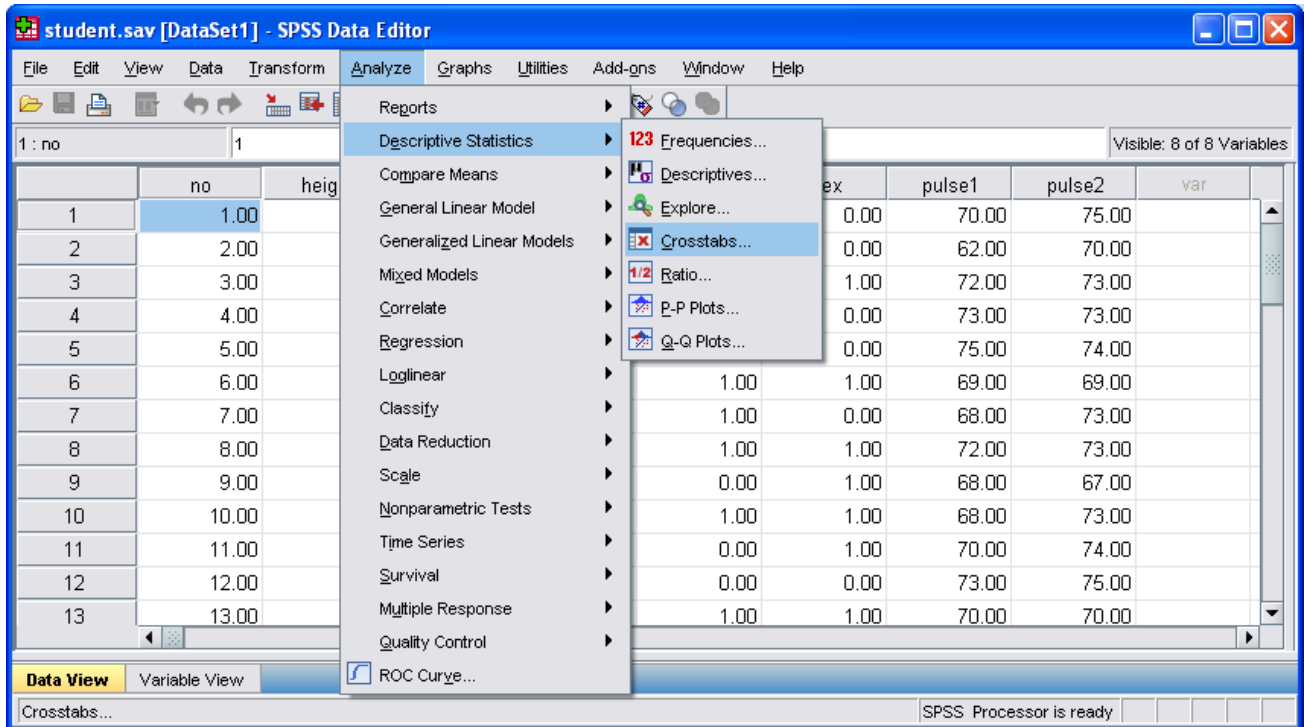 student.sav [DataSet1] - SPSS Data Editor
File Edit View Data Transform Analyze Graphs Utilities Add-ons Window Help
1 : no 1 Visible: 8 of 8 Variables
Reports
Descriptive Statistics
Compare Means
General Linear Model
Generalized Linear Models
Mixed Models
Correlate
Regression
Loglinear
Classify
Data Reduction
Scale
Nonparametric Tests
Time Series
Survival
Multiple Response
Quality Control
ROC Curve...
123 Frequencies...
Descriptives...
Explore...
Crosstabs...
1/2 Ratio...
P-P Plots...
Q-Q Plots...
no heig ex pulse1 pulse2 var
1 1.00 0.00 70.00 75.00
2 2.00 0.00 62.00 70.00
3 3.00 1.00 72.00 73.00
4 4.00 0.00 73.00 73.00
5 5.00 0.00 75.00 74.00
6 6.00 1.00 1.00 69.00 69.00
7 7.00 1.00 0.00 68.00 73.00
8 8.00 1.00 1.00 72.00 73.00
9 9.00 0.00 1.00 68.00 67.00
10 10.00 1.00 1.00 68.00 73.00
11 11.00 0.00 1.00 70.00 74.00
12 12.00 0.00 0.00 73.00 75.00
13 13.00 1.00 1.00 70.00 70.00
Data View Variable View
Crosstabs... SPSS Processor is ready